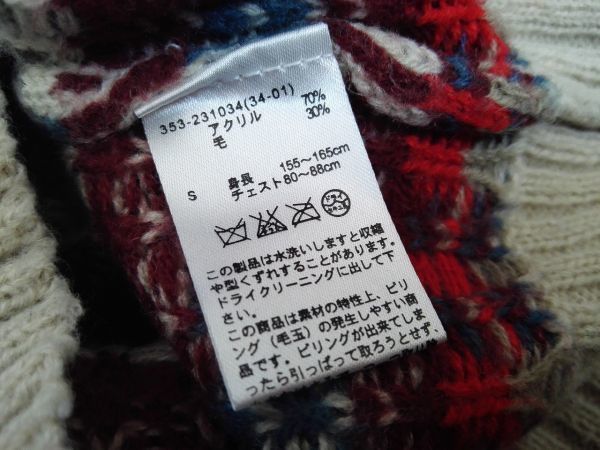 353-231034(34-01)
アクリル 70%
毛 30%
S 身長 155～165cm
チェスト80～88cm
この製品は水洗いしますと収縮
や型くずれすることがあります。
ドライクリーニングに出して下
さい。
この商品は素材の特性上、ピリ
ング（毛玉）の発生しやすい商
品です。ピリングが出来てしま
ったら引っぱって取ろうとせず、